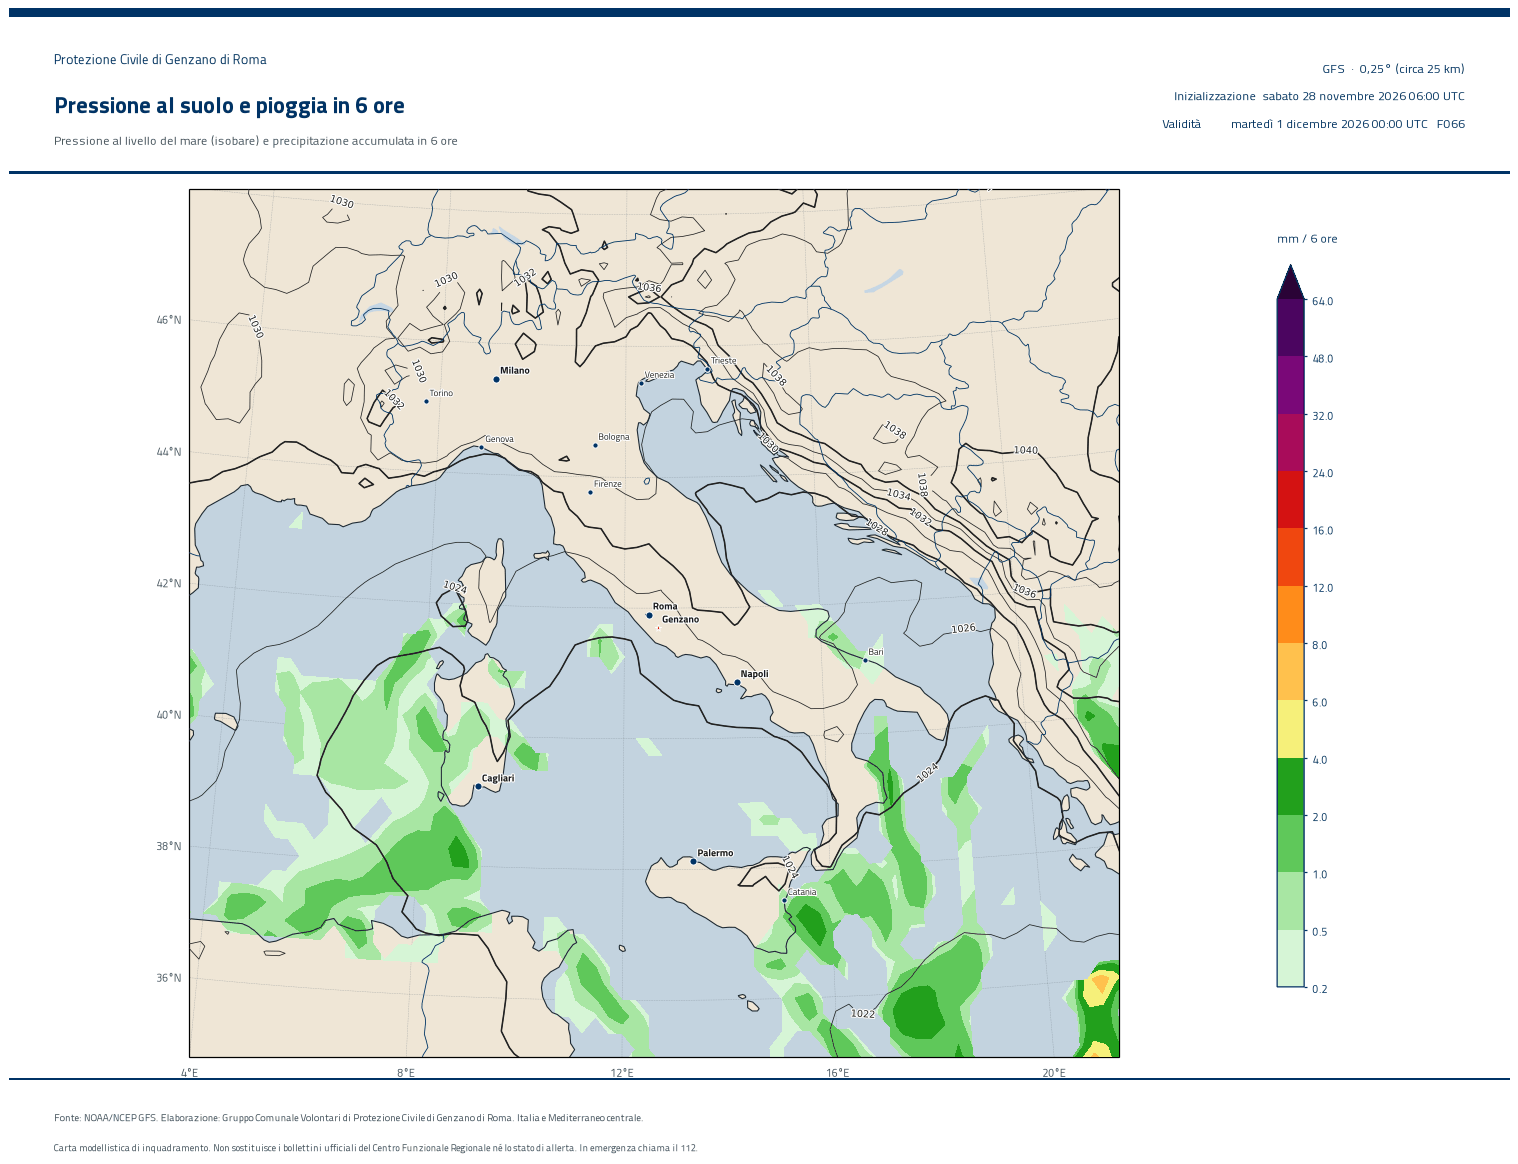 Protezione Civile di Genzano di Roma
Pressione al suolo e pioggia in 6 ore
Pressione al livello del mare (isobare) e precipitazione accumulata in 6 ore
GFS · 0,25° (circa 25 km)
Inizializzazione sabato 28 novembre 2026 06:00 UTC
Validità martedì 1 dicembre 2026 00:00 UTC F066
1030
1030
1032
1036
46°N
1030
1030
1038
Trieste
Milano
Venezia
Torino
1032
1038
Genova
Bologna
1030
44°N
1040
Firenze
1038
1034
1032
1028
42°N
1024
1036
Roma
Genzano
1026
Bari
Napoli
40°N
1024
Cagliari
38°N
Palermo
1024
Catania
36°N
1022
4°E
8°E
12°E
16°E
20°E
mm / 6 ore
64.0
48.0
32.0
24.0
16.0
12.0
8.0
6.0
4.0
2.0
1.0
0.5
0.2
Fonte: NOAA/NCEP GFS. Elaborazione: Gruppo Comunale Volontari di Protezione Civile di Genzano di Roma. Italia e Mediterraneo centrale.
Carta modellistica di inquadramento. Non sostituisce i bollettini ufficiali del Centro Funzionale Regionale né lo stato di allerta. In emergenza chiama il 112.